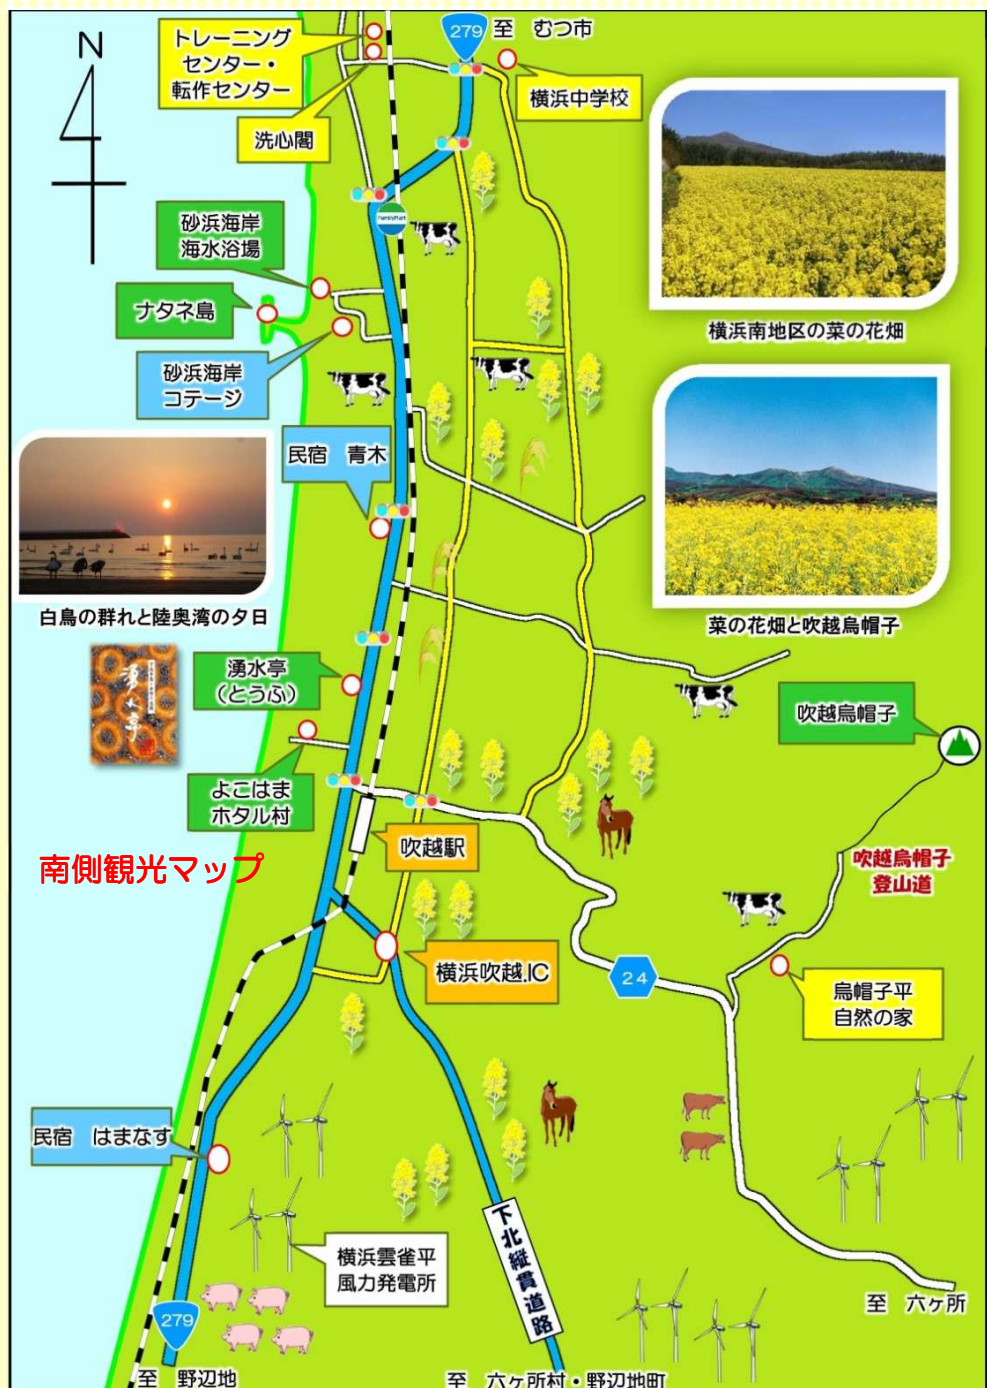 N
トレーニング
センター・
転作センター
279
至　むつ市
横浜中学校
洗心閣
FamilyMart
砂浜海岸
海水浴場
ナタネ島
横浜南地区の菜の花畑
砂浜海岸
コテージ
民宿　青木
白鳥の群れと陸奥湾の夕日
菜の花畑と吹越烏帽子
湧水亭
湧水亭
（とうふ）
吹越烏帽子
よこはま
ホタル村
吹越駅
南側観光マップ
吹越烏帽子
登山道
横浜吹越IC
24
烏帽子平
自然の家
民宿　はまなす
下北縦貫道路
横浜雲雀平
風力発電所
至　六ヶ所
279
至　野辺地
至　六ヶ所村・野辺地町